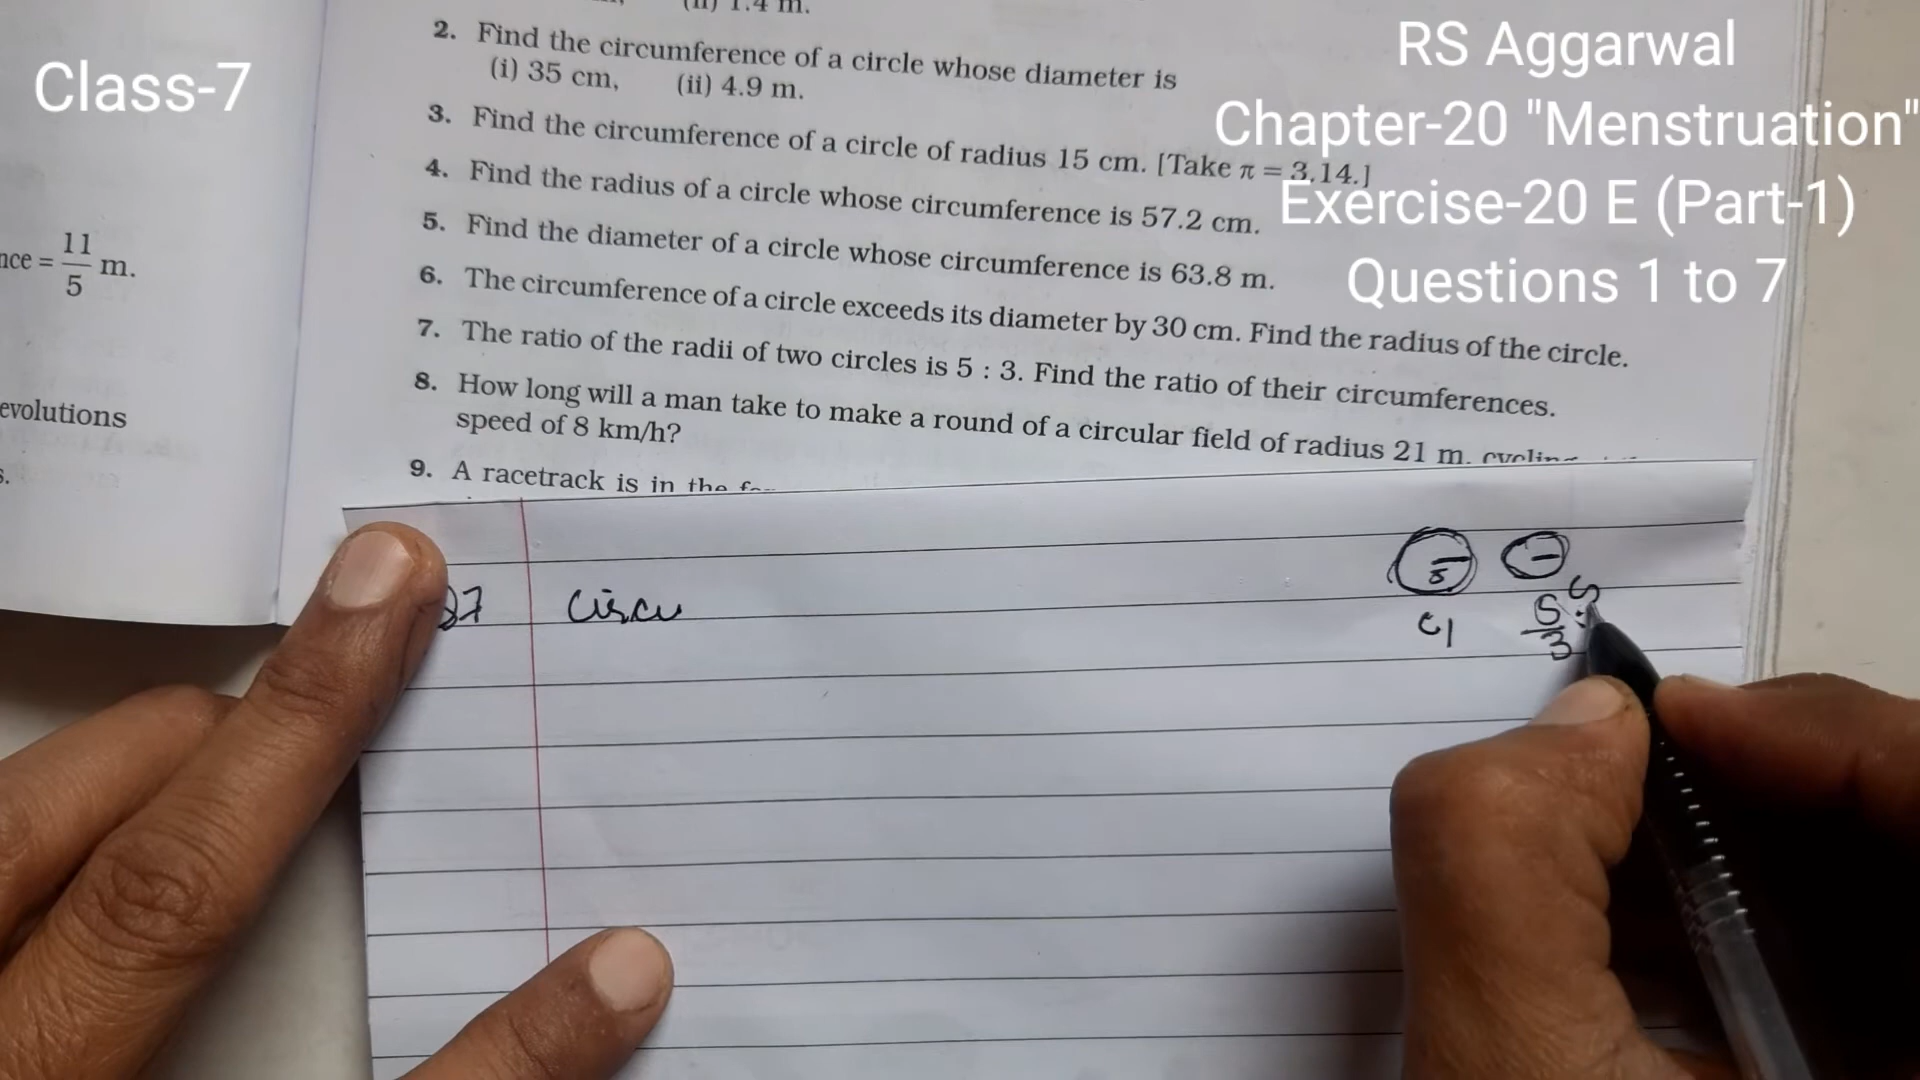 (ii) 1.4 m.
2. Find the circumference of a circle whose diameter is
(i) 35 cm, (ii) 4.9 m.
3. Find the circumference of a circle of radius 15 cm. [Take π = 3.14.]
4. Find the radius of a circle whose circumference is 57.2 cm.
5. Find the diameter of a circle whose circumference is 63.8 m.
6. The circumference of a circle exceeds its diameter by 30 cm. Find the radius of the circle.
7. The ratio of the radii of two circles is 5 : 3. Find the ratio of their circumferences.
8. How long will a man take to make a round of a circular field of radius 21 m, cycling
speed of 8 km/h?
9. A racetrack is in the
Class-7
RS Aggarwal
Chapter-20 "Menstruation"
Exercise-20 E (Part-1)
Questions 1 to 7
nce = 11/5 m.
evolutions
s.
Circu
C1
5/3
5: